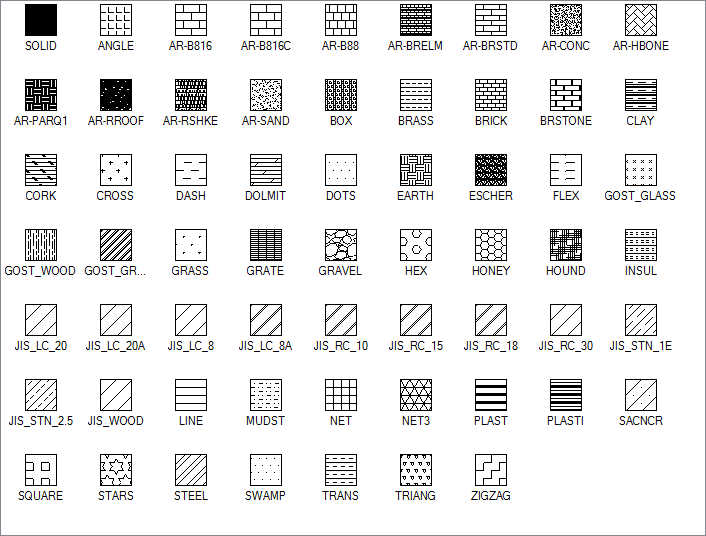 SOLID ANGLE AR-B816 AR-B816C AR-B88 AR-BRELM AR-BRSTD AR-CONC AR-HBONE
AR-PARQ1 AR-RROOF AR-RSHKE AR-SAND BOX BRASS BRICK BRSTONE CLAY
CORK CROSS DASH DOLMIT DOTS EARTH ESCHER FLEX GOST_GLASS
GOST_WOOD GOST_GR... GRASS GRATE GRAVEL HEX HONEY HOUND INSUL
JIS_LC_20 JIS_LC_20A JIS_LC_8 JIS_LC_8A JIS_RC_10 JIS_RC_15 JIS_RC_18 JIS_RC_30 JIS_STN_1E
JIS_STN_2.5 JIS_WOOD LINE MUDST NET NET3 PLAST PLASTI SACNCR
SQUARE STARS STEEL SWAMP TRANS TRIANG ZIGZAG